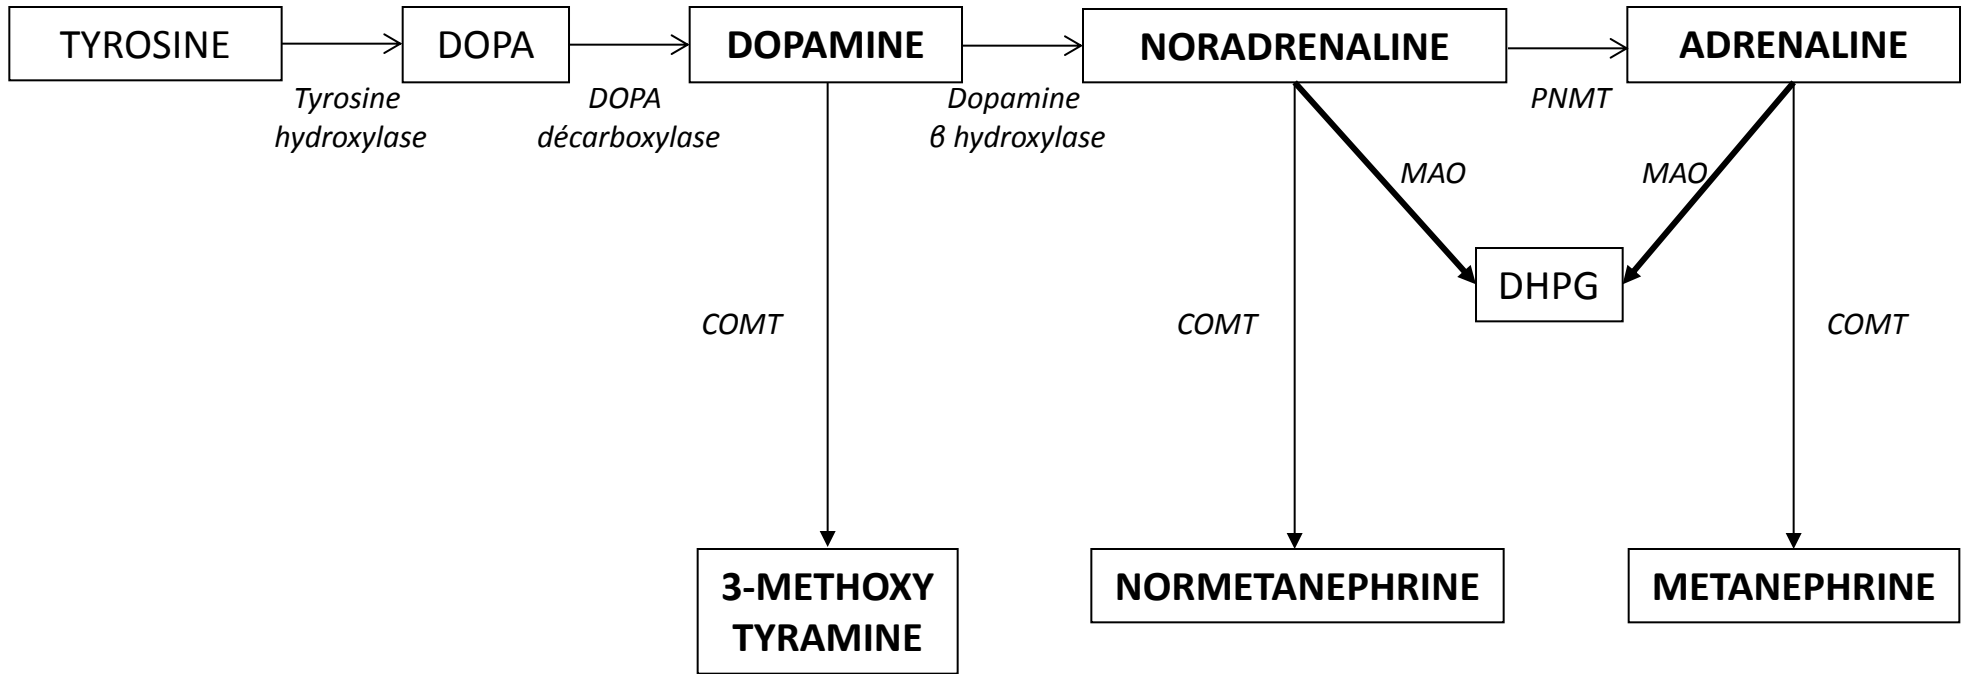 TYROSINE
DOPA
DOPAMINE
NORADRENALINE
ADRENALINE
Tyrosine
hydroxylase
DOPA
décarboxylase
Dopamine
β hydroxylase
PNMT
MAO
MAO
DHPG
COMT
COMT
COMT
3-METHOXY
TYRAMINE
NORMETANEPHRINE
METANEPHRINE